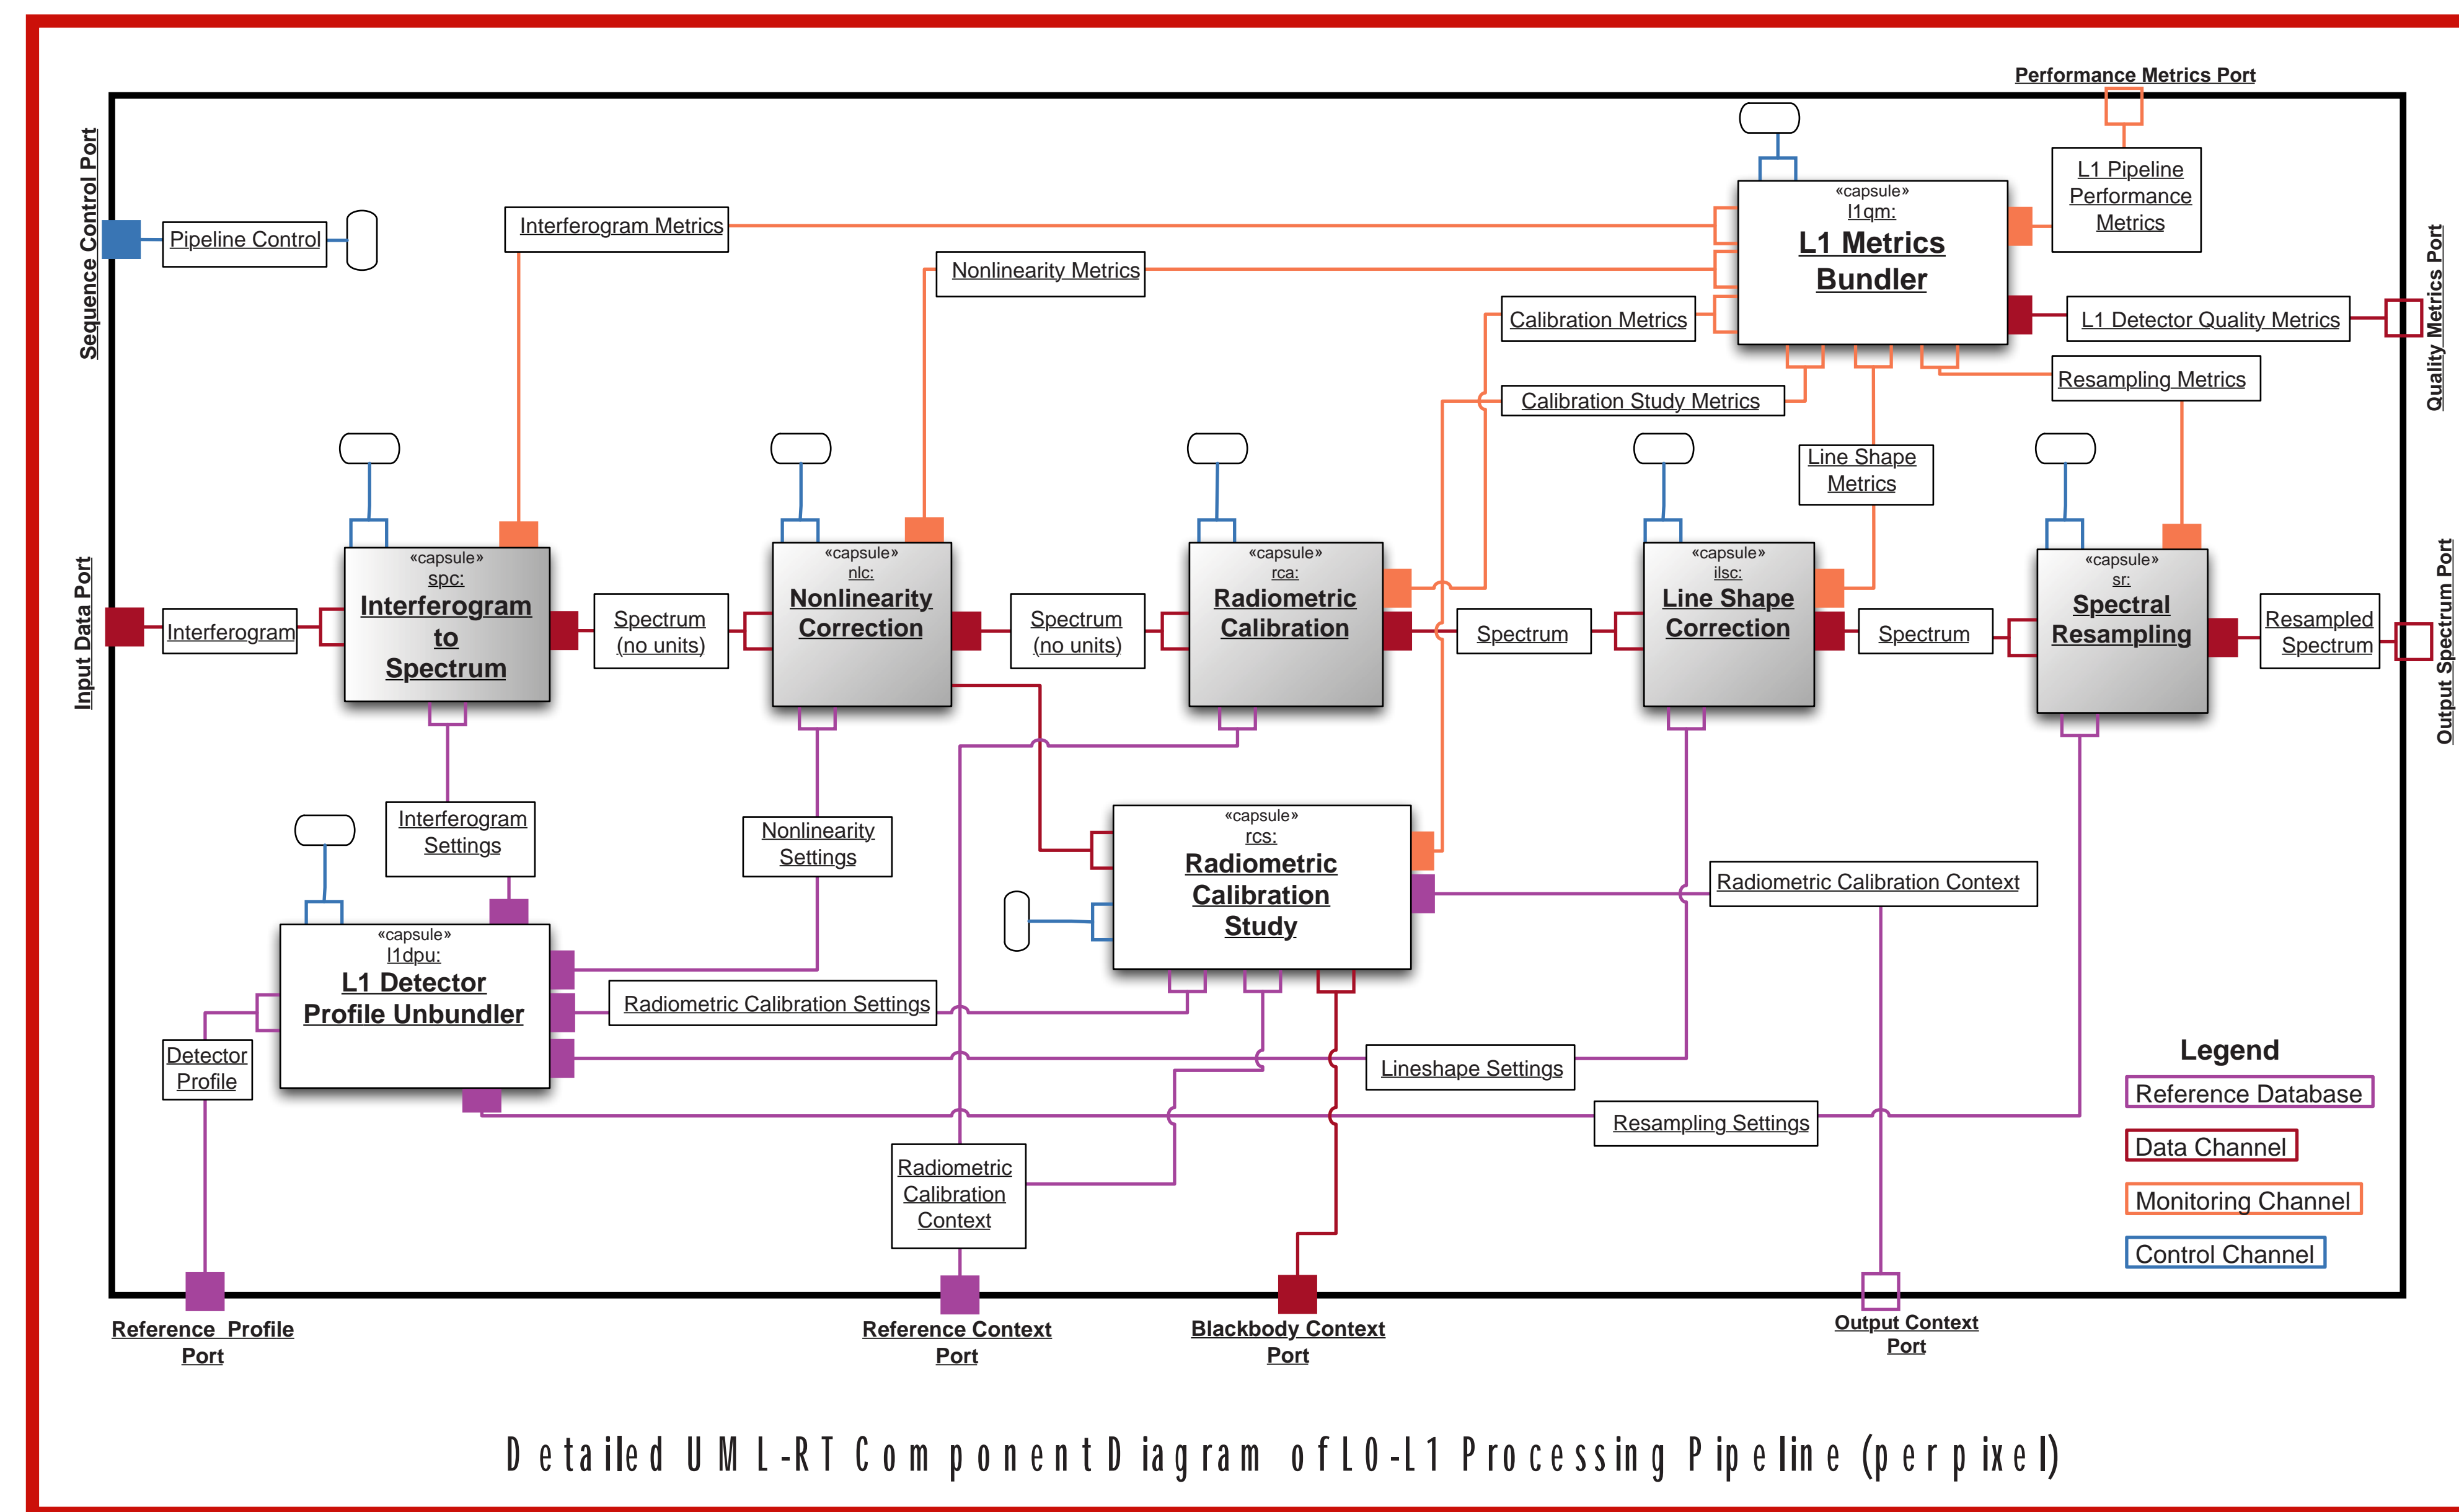 Performance Metrics Port
Sequence Control Port
Pipeline Control
Interferogram Metrics
Nonlinearity Metrics
«capsule»
l1qm:
L1 Metrics
Bundler
L1 Pipeline
Performance
Metrics
Calibration Metrics
L1 Detector Quality Metrics
Quality Metrics Port
Calibration Study Metrics
Resampling Metrics
Line Shape
Metrics
Input Data Port
Interferogram
«capsule»
spc:
Interferogram
to
Spectrum
Spectrum
(no units)
«capsule»
nlc:
Nonlinearity
Correction
Spectrum
(no units)
«capsule»
rca:
Radiometric
Calibration
Spectrum
«capsule»
ilsc:
Line Shape
Correction
Spectrum
«capsule»
sr:
Spectral
Resampling
Resampled
Spectrum
Output Spectrum Port
Interferogram
Settings
Nonlinearity
Settings
«capsule»
rcs:
Radiometric
Calibration
Study
Radiometric Calibration Context
«capsule»
l1dpu:
L1 Detector
Profile Unbundler
Radiometric Calibration Settings
Detector
Profile
Lineshape Settings
Resampling Settings
Radiometric
Calibration
Context
Legend
Reference Database
Data Channel
Monitoring Channel
Control Channel
Reference Profile
Port
Reference Context
Port
Blackbody Context
Port
Output Context
Port
Detailed UML-RT Component Diagram of L0-L1 Processing Pipeline (per pixel)